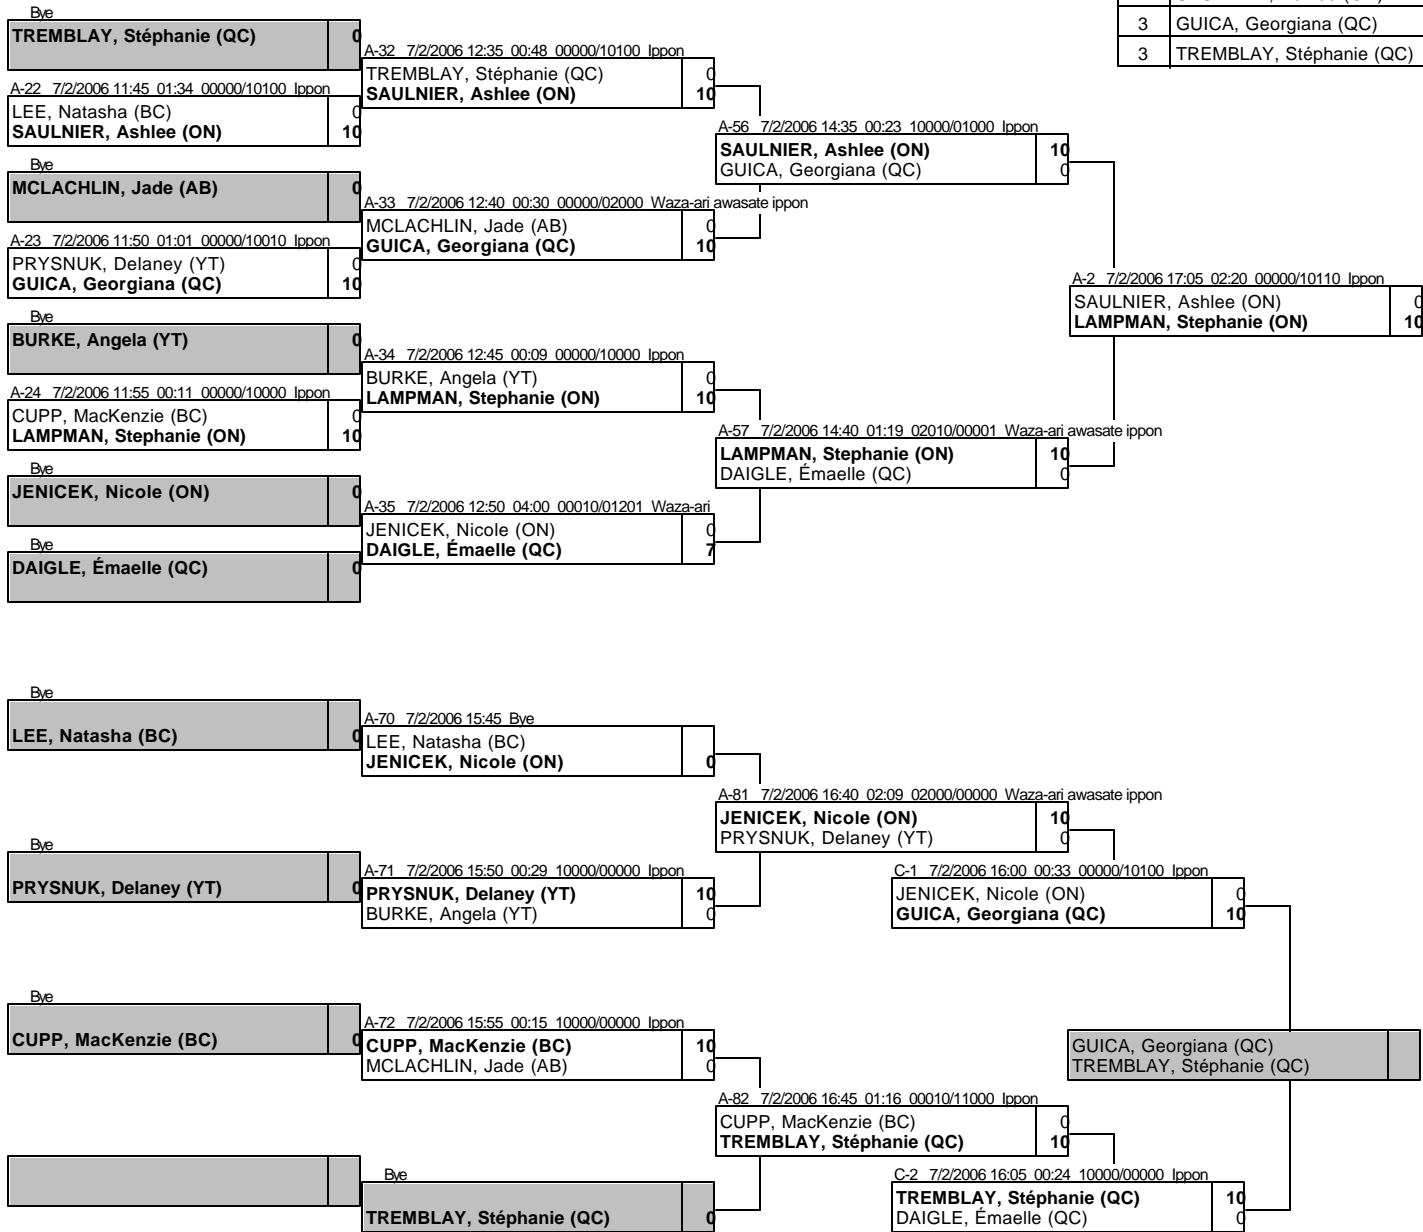 3 GUICA, Georgiana (QC)
3 TREMBLAY, Stéphanie (QC)
Bye
TREMBLAY, Stéphanie (QC) 0
A-22 7/2/2006 11:45 01:34 00000/10100 Ippon
LEE, Natasha (BC) 0
SAULNIER, Ashlee (ON) 10
Bye
MCLACHLIN, Jade (AB) 0
A-23 7/2/2006 11:50 01:01 00000/10010 Ippon
PRYSNUK, Delaney (YT) 0
GUICA, Georgiana (QC) 10
Bye
BURKE, Angela (YT) 0
A-24 7/2/2006 11:55 00:11 00000/10000 Ippon
CUPP, MacKenzie (BC) 0
LAMPMAN, Stephanie (ON) 10
Bye
JENICEK, Nicole (ON) 0
Bye
DAIGLE, Émaelle (QC) 0
A-32 7/2/2006 12:35 00:48 00000/10100 Ippon
TREMBLAY, Stéphanie (QC) 0
SAULNIER, Ashlee (ON) 10
A-33 7/2/2006 12:40 00:30 00000/02000 Waza-ari awasate ippon
MCLACHLIN, Jade (AB) 0
GUICA, Georgiana (QC) 10
A-34 7/2/2006 12:45 00:09 00000/10000 Ippon
BURKE, Angela (YT) 0
LAMPMAN, Stephanie (ON) 10
A-35 7/2/2006 12:50 04:00 00010/01201 Waza-ari
JENICEK, Nicole (ON) 0
DAIGLE, Émaelle (QC) 7
A-56 7/2/2006 14:35 00:23 10000/01000 Ippon
SAULNIER, Ashlee (ON) 10
GUICA, Georgiana (QC) 0
A-57 7/2/2006 14:40 01:19 02010/00001 Waza-ari awasate ippon
LAMPMAN, Stephanie (ON) 10
DAIGLE, Émaelle (QC) 0
A-2 7/2/2006 17:05 02:20 00000/10110 Ippon
SAULNIER, Ashlee (ON) 0
LAMPMAN, Stephanie (ON) 10
Bye
LEE, Natasha (BC) 0
Bye
PRYSNUK, Delaney (YT) 0
Bye
CUPP, MacKenzie (BC) 0
A-70 7/2/2006 15:45 Bye
LEE, Natasha (BC)
JENICEK, Nicole (ON) 0
A-71 7/2/2006 15:50 00:29 10000/00000 Ippon
PRYSNUK, Delaney (YT) 10
BURKE, Angela (YT) 0
A-72 7/2/2006 15:55 00:15 10000/00000 Ippon
CUPP, MacKenzie (BC) 10
MCLACHLIN, Jade (AB) 0
Bye
TREMBLAY, Stéphanie (QC) 0
A-81 7/2/2006 16:40 02:09 02000/00000 Waza-ari awasate ippon
JENICEK, Nicole (ON) 10
PRYSNUK, Delaney (YT) 0
A-82 7/2/2006 16:45 01:16 00010/11000 Ippon
CUPP, MacKenzie (BC) 0
TREMBLAY, Stéphanie (QC) 10
C-1 7/2/2006 16:00 00:33 00000/10100 Ippon
JENICEK, Nicole (ON) 0
GUICA, Georgiana (QC) 10
C-2 7/2/2006 16:05 00:24 10000/00000 Ippon
TREMBLAY, Stéphanie (QC) 10
DAIGLE, Émaelle (QC) 0
GUICA, Georgiana (QC)
TREMBLAY, Stéphanie (QC)